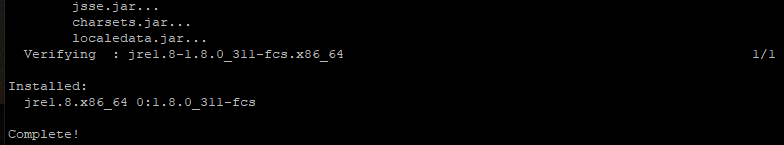 jsse.jar...
charsets.jar...
localedata.jar...
Verifying  : jre1.8-1.8.0_311-fcs.x86_64 1/1
Installed:
jre1.8.x86_64 0:1.8.0_311-fcs
Complete!